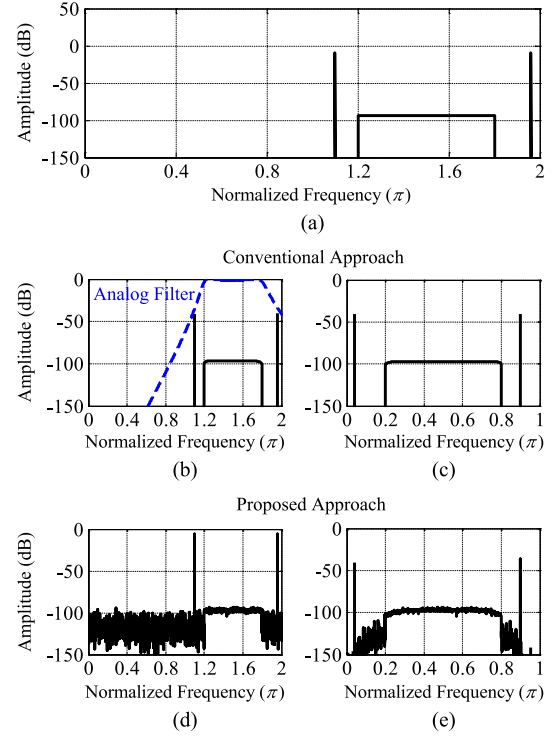 50
0
-50
-100
-150
Amplitude (dB)
0 0.4 0.8 1.2 1.6 2
Normalized Frequency (π)
(a)
Conventional Approach
0
-50
-100
-150
Amplitude (dB)
Analog Filter
0 0.4 0.8 1.2 1.6 2
Normalized Frequency (π)
(b)
0
-50
-100
-150
0 0.2 0.4 0.6 0.8 1
Normalized Frequency (π)
(c)
Proposed Approach
0
-50
-100
-150
Amplitude (dB)
0 0.4 0.8 1.2 1.6 2
Normalized Frequency (π)
(d)
0
-50
-100
-150
0 0.2 0.4 0.6 0.8 1
Normalized Frequency (π)
(e)